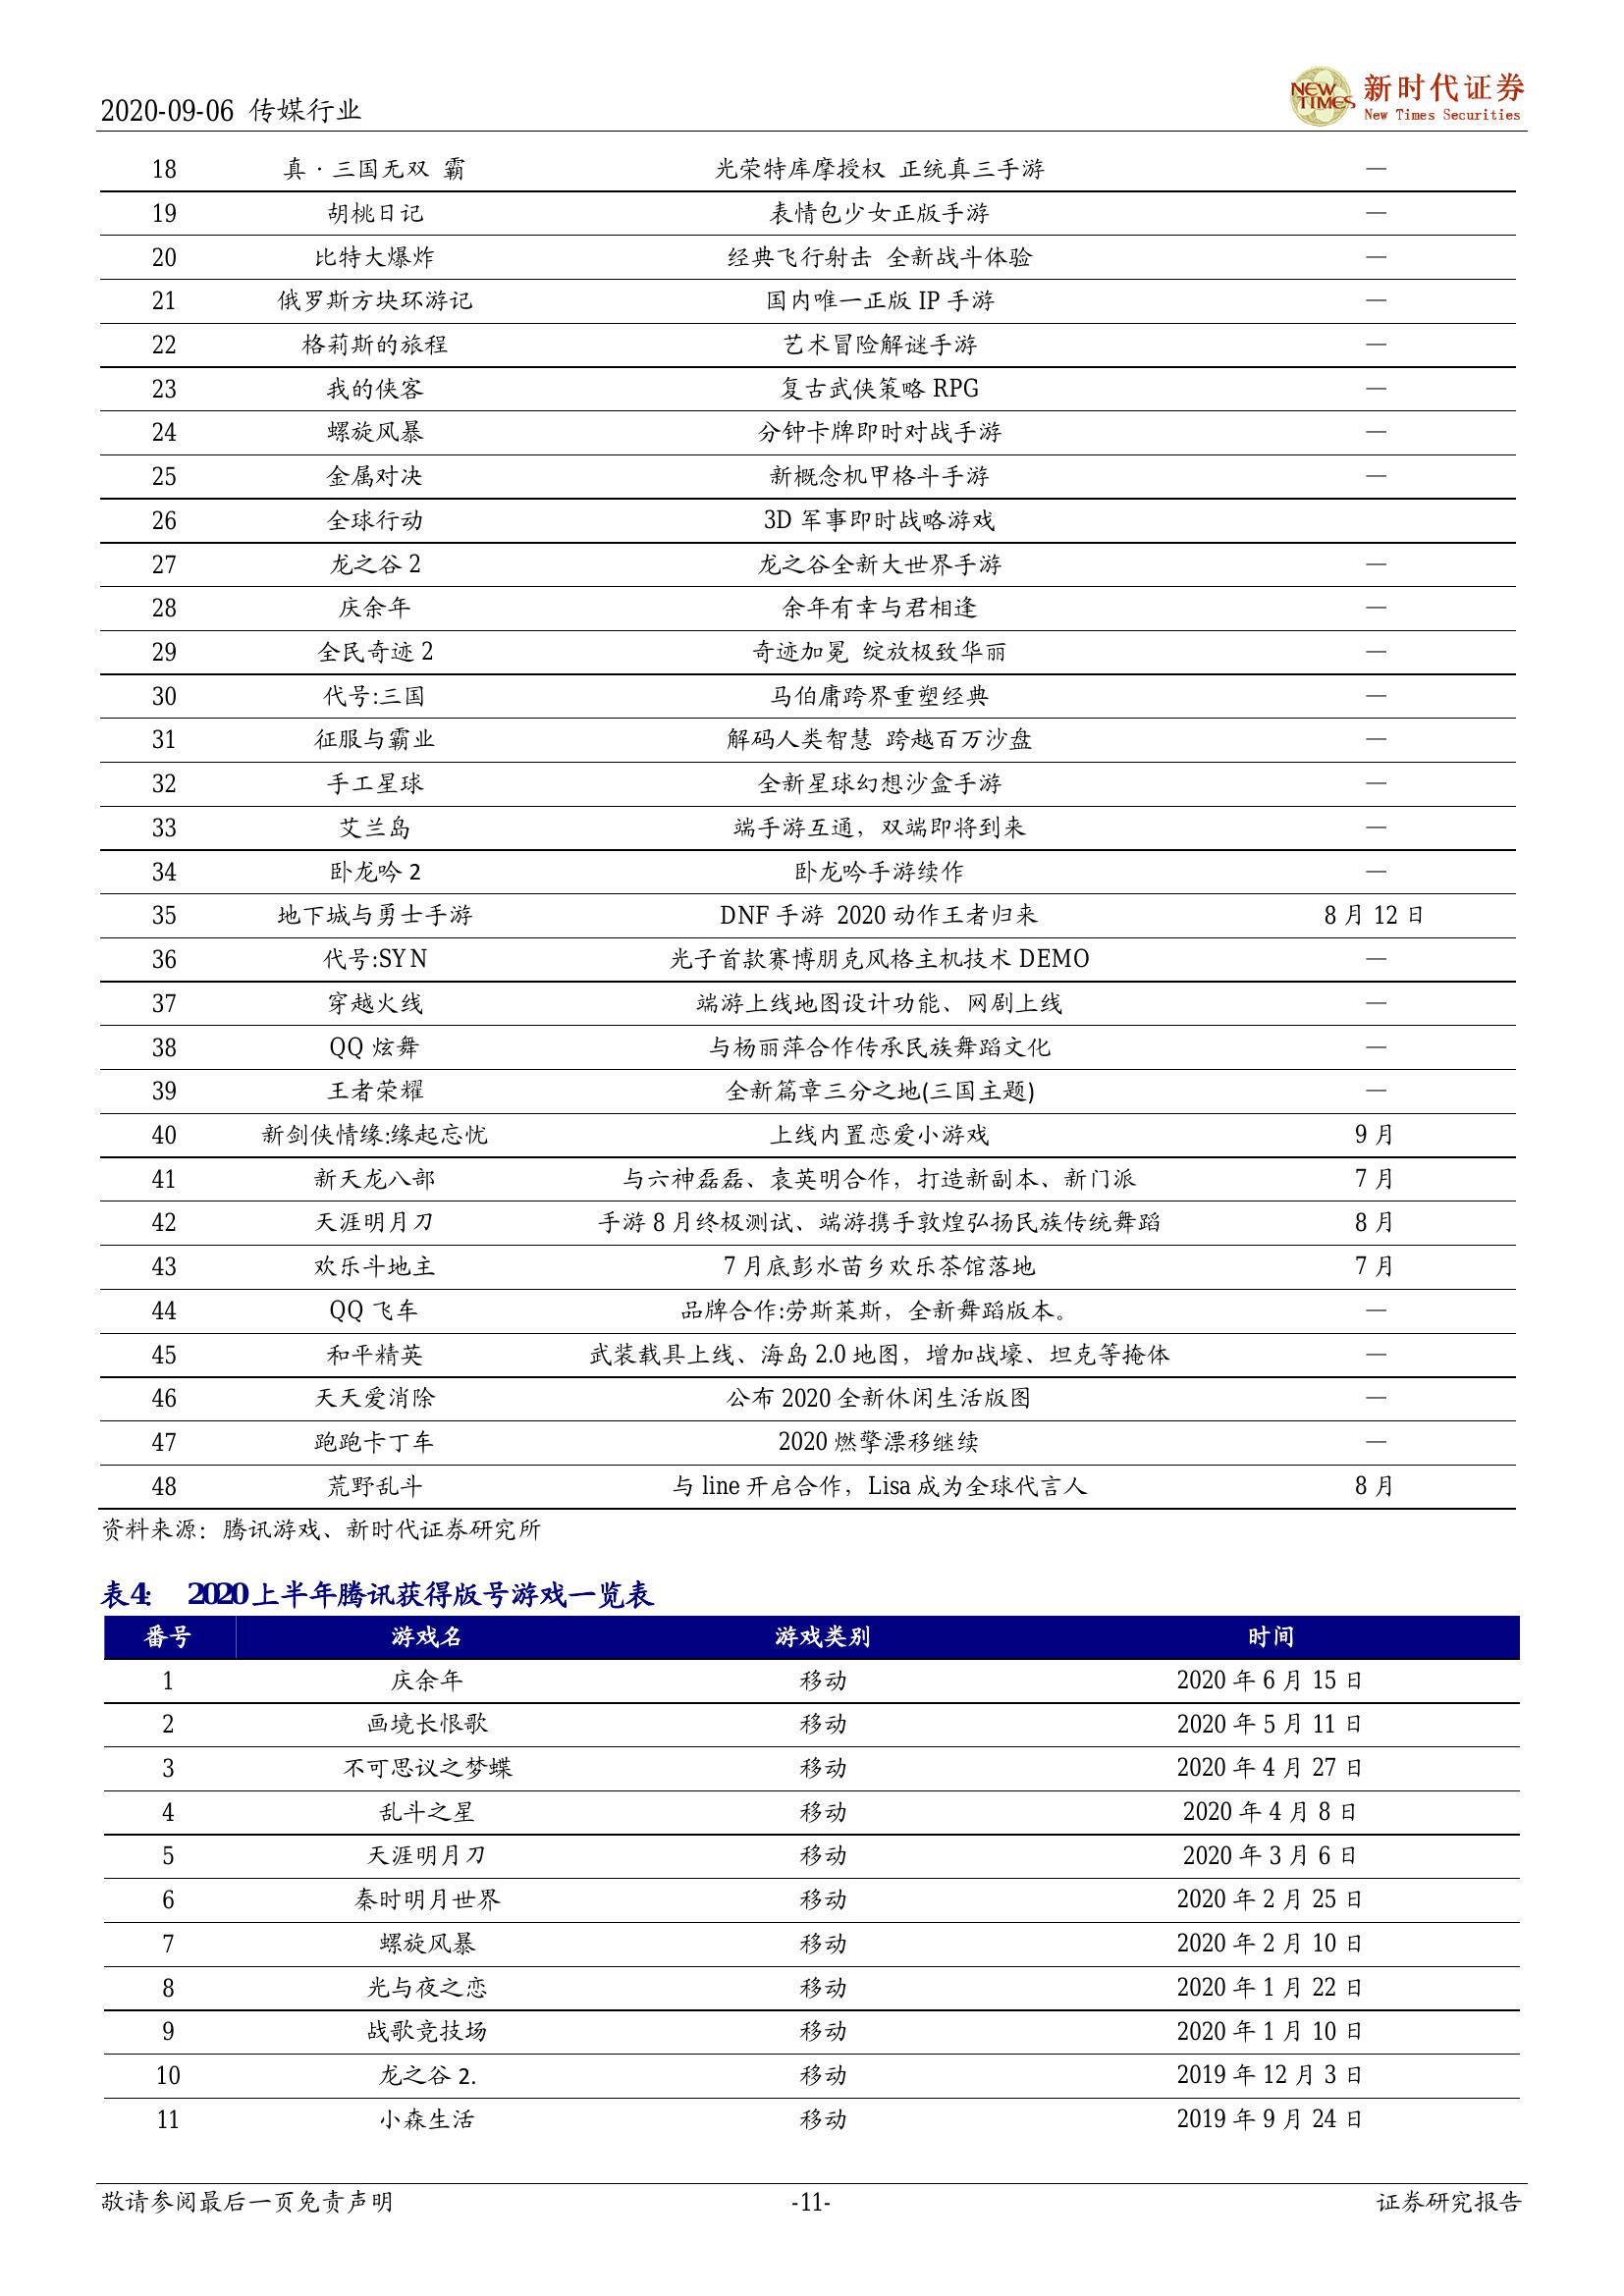 2020-09-06 传媒行业
NEW TIMES 新时代证券
New Times Securities
18 真·三国无双 霸 光荣特库摩授权 正统真三手游 —
19 胡桃日记 表情包少女正版手游 —
20 比特大爆炸 经典飞行射击 全新战斗体验 —
21 俄罗斯方块环游记 国内唯一正版 IP 手游 —
22 格莉斯的旅程 艺术冒险解谜手游 —
23 我的侠客 复古武侠策略 RPG —
24 螺旋风暴 分钟卡牌即时对战手游 —
25 金属对决 新概念机甲格斗手游 —
26 全球行动 3D 军事即时战略游戏
27 龙之谷 2 龙之谷全新大世界手游 —
28 庆余年 余年有幸与君相逢 —
29 全民奇迹 2 奇迹加冕 绽放极致华丽 —
30 代号:三国 马伯庸跨界重塑经典 —
31 征服与霸业 解码人类智慧 跨越百万沙盘 —
32 手工星球 全新星球幻想沙盒手游 —
33 艾兰岛 端手游互通，双端即将到来 —
34 卧龙吟 2 卧龙吟手游续作 —
35 地下城与勇士手游 DNF 手游 2020 动作王者归来 8 月 12 日
36 代号:SYN 光子首款赛博朋克风格主机技术 DEMO —
37 穿越火线 端游上线地图设计功能、网剧上线 —
38 QQ 炫舞 与杨丽萍合作传承民族舞蹈文化 —
39 王者荣耀 全新篇章三分之地(三国主题) —
40 新剑侠情缘:缘起忘忧 上线内置恋爱小游戏 9 月
41 新天龙八部 与六神磊磊、袁英明合作，打造新副本、新门派 7 月
42 天涯明月刀 手游 8 月终极测试、端游携手敦煌弘扬民族传统舞蹈 8 月
43 欢乐斗地主 7 月底彭水苗乡欢乐茶馆落地 7 月
44 QQ 飞车 品牌合作:劳斯莱斯，全新舞蹈版本。 —
45 和平精英 武装载具上线、海岛 2.0 地图，增加战壕、坦克等掩体 —
46 天天爱消除 公布 2020 全新休闲生活版图 —
47 跑跑卡丁车 2020 燃擎漂移继续 —
48 荒野乱斗 与 line 开启合作，Lisa 成为全球代言人 8 月
资料来源：腾讯游戏、新时代证券研究所
表4： 2020上半年腾讯获得版号游戏一览表
番号 游戏名 游戏类别 时间
1 庆余年 移动 2020 年 6 月 15 日
2 画境长恨歌 移动 2020 年 5 月 11 日
3 不可思议之梦蝶 移动 2020 年 4 月 27 日
4 乱斗之星 移动 2020 年 4 月 8 日
5 天涯明月刀 移动 2020 年 3 月 6 日
6 秦时明月世界 移动 2020 年 2 月 25 日
7 螺旋风暴 移动 2020 年 2 月 10 日
8 光与夜之恋 移动 2020 年 1 月 22 日
9 战歌竞技场 移动 2020 年 1 月 10 日
10 龙之谷 2. 移动 2019 年 12 月 3 日
11 小森生活 移动 2019 年 9 月 24 日
敬请参阅最后一页免责声明 -11- 证券研究报告